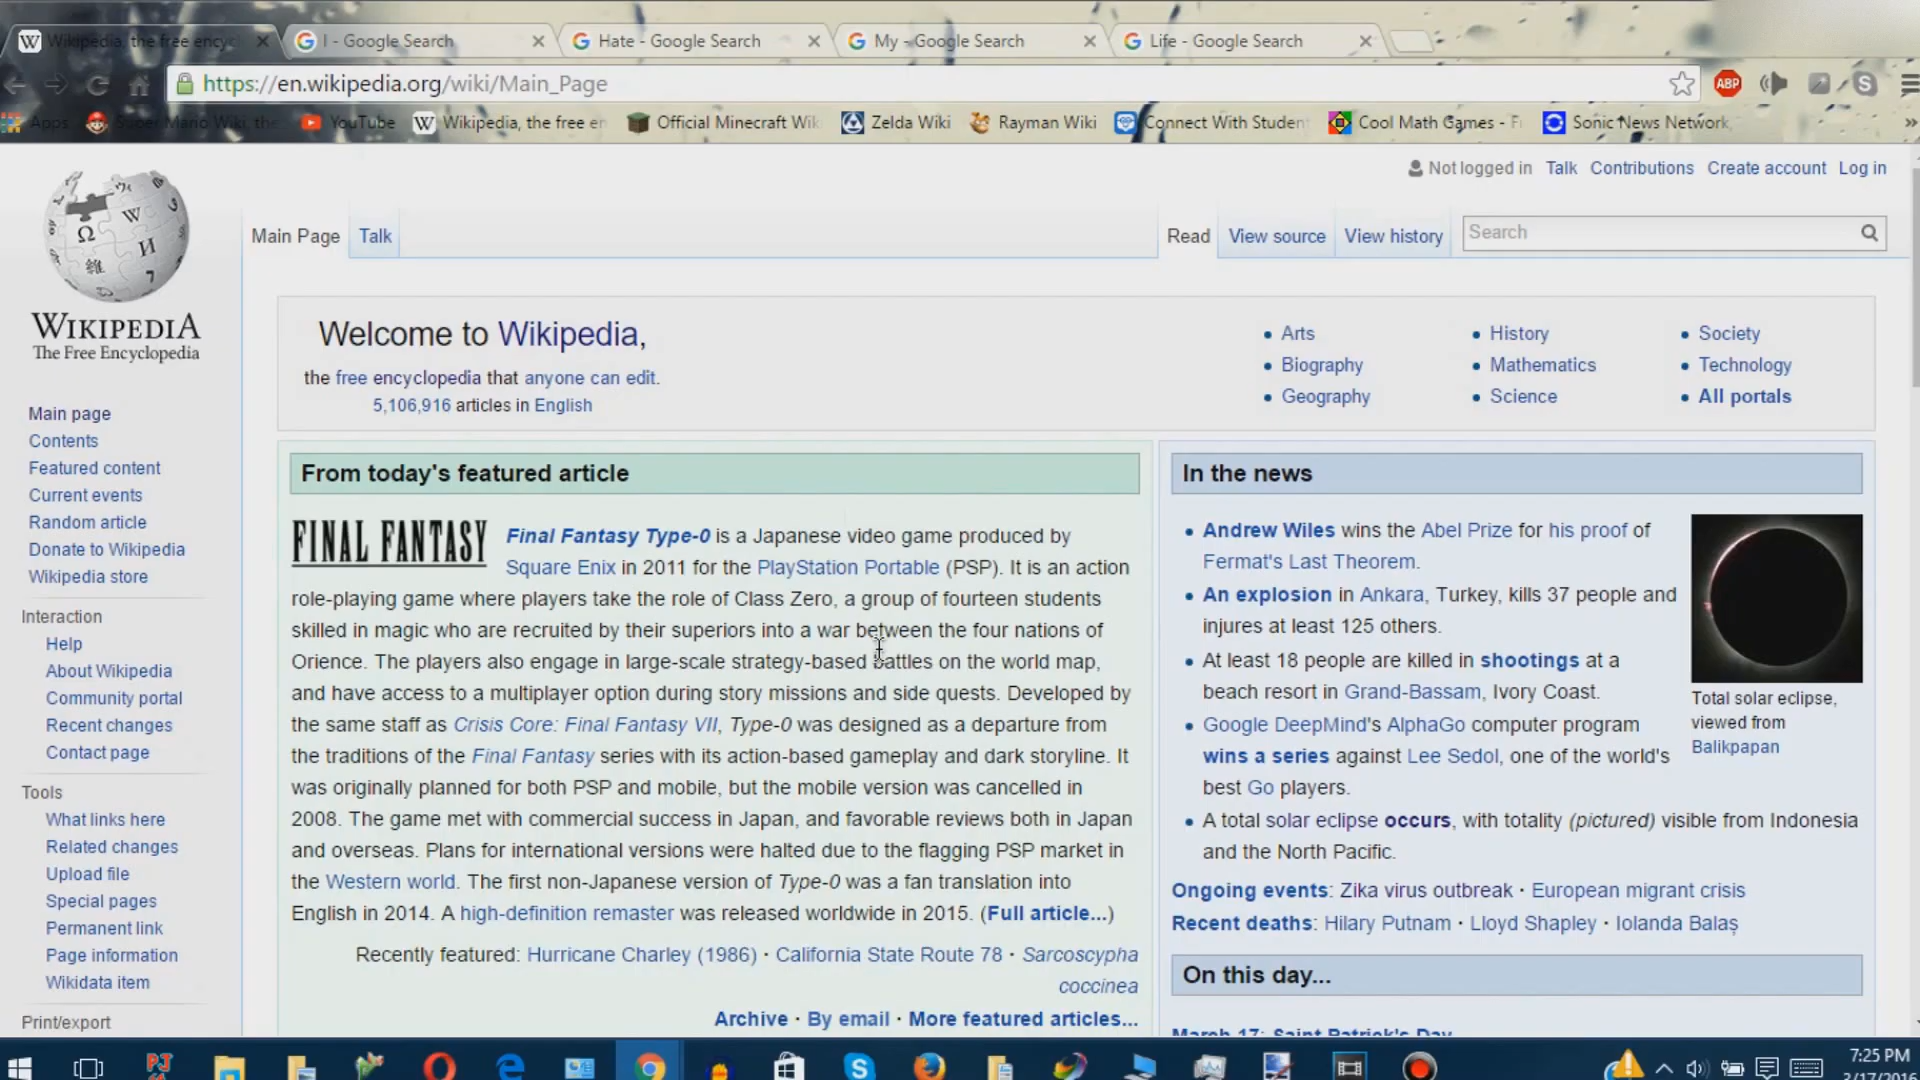 Wikipedia, the free ency
I - Google Search
Hate - Google Search
My - Google Search
Life - Google Search
https://en.wikipedia.org/wiki/Main_Page
ABP
Apps
Super Mario Wiki, the
YouTube
Wikipedia, the free en
Official Minecraft Wik
Zelda Wiki
Rayman Wiki
Connect With Student
Cool Math Games - F
Sonic News Network,
Not logged in Talk Contributions Create account Log in
Main Page Talk
Read View source View history Search
WIKIPEDIA
The Free Encyclopedia
Main page
Contents
Featured content
Current events
Random article
Donate to Wikipedia
Wikipedia store
Interaction
Help
About Wikipedia
Community portal
Recent changes
Contact page
Tools
What links here
Related changes
Upload file
Special pages
Permanent link
Page information
Wikidata item
Print/export
Welcome to Wikipedia,
the free encyclopedia that anyone can edit.
5,106,916 articles in English
Arts
Biography
Geography
History
Mathematics
Science
Society
Technology
All portals
From today's featured article
FINAL FANTASY
Final Fantasy Type-0 is a Japanese video game produced by
Square Enix in 2011 for the PlayStation Portable (PSP). It is an action
role-playing game where players take the role of Class Zero, a group of fourteen students
skilled in magic who are recruited by their superiors into a war between the four nations of
Orience. The players also engage in large-scale strategy-based battles on the world map,
and have access to a multiplayer option during story missions and side quests. Developed by
the same staff as Crisis Core: Final Fantasy VII, Type-0 was designed as a departure from
the traditions of the Final Fantasy series with its action-based gameplay and dark storyline. It
was originally planned for both PSP and mobile, but the mobile version was cancelled in
2008. The game met with commercial success in Japan, and favorable reviews both in Japan
and overseas. Plans for international versions were halted due to the flagging PSP market in
the Western world. The first non-Japanese version of Type-0 was a fan translation into
English in 2014. A high-definition remaster was released worldwide in 2015. (Full article...)
Recently featured: Hurricane Charley (1986) · California State Route 78 · Sarcoscypha
coccinea
Archive · By email · More featured articles...
In the news
Andrew Wiles wins the Abel Prize for his proof of
Fermat's Last Theorem.
An explosion in Ankara, Turkey, kills 37 people and
injures at least 125 others.
At least 18 people are killed in shootings at a
beach resort in Grand-Bassam, Ivory Coast.
Google DeepMind's AlphaGo computer program
wins a series against Lee Sedol, one of the world's
best Go players.
A total solar eclipse occurs, with totality (pictured) visible from Indonesia
and the North Pacific.
Total solar eclipse,
viewed from
Balikpapan
Ongoing events: Zika virus outbreak · European migrant crisis
Recent deaths: Hilary Putnam · Lloyd Shapley · Iolanda Balaș
On this day...
March 17: Saint Patrick's Day
7:25 PM
3/17/2016